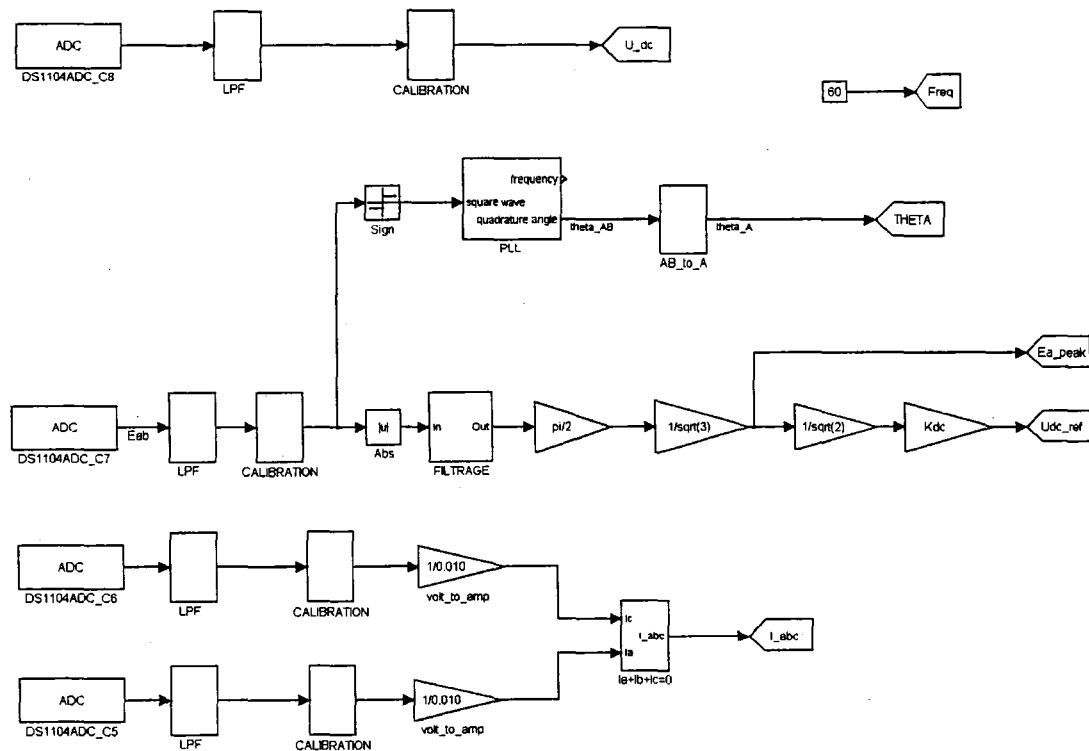 ADC
U_dc
DS1104ADC_C8
LPF
CALIBRATION
60
Freq
frequency
square wave
quadrature angle
Sign
PLL
theta_AB
AB_to_A
theta_A
THETA
Ea_peak
ADC
Eab
DS1104ADC_C7
LPF
CALIBRATION
|u|
Abs
In
Out
FILTRAGE
pi/2
1/sqrt(3)
1/sqrt(2)
Kdc
Udc_ref
ADC
DS1104ADC_C6
LPF
CALIBRATION
1/0.010
volt_to_amp
Ic
I_abc
Ia
Ia+Ib+Ic=0
I_abc
ADC
DS1104ADC_C5
LPF
CALIBRATION
1/0.010
volt_to_amp